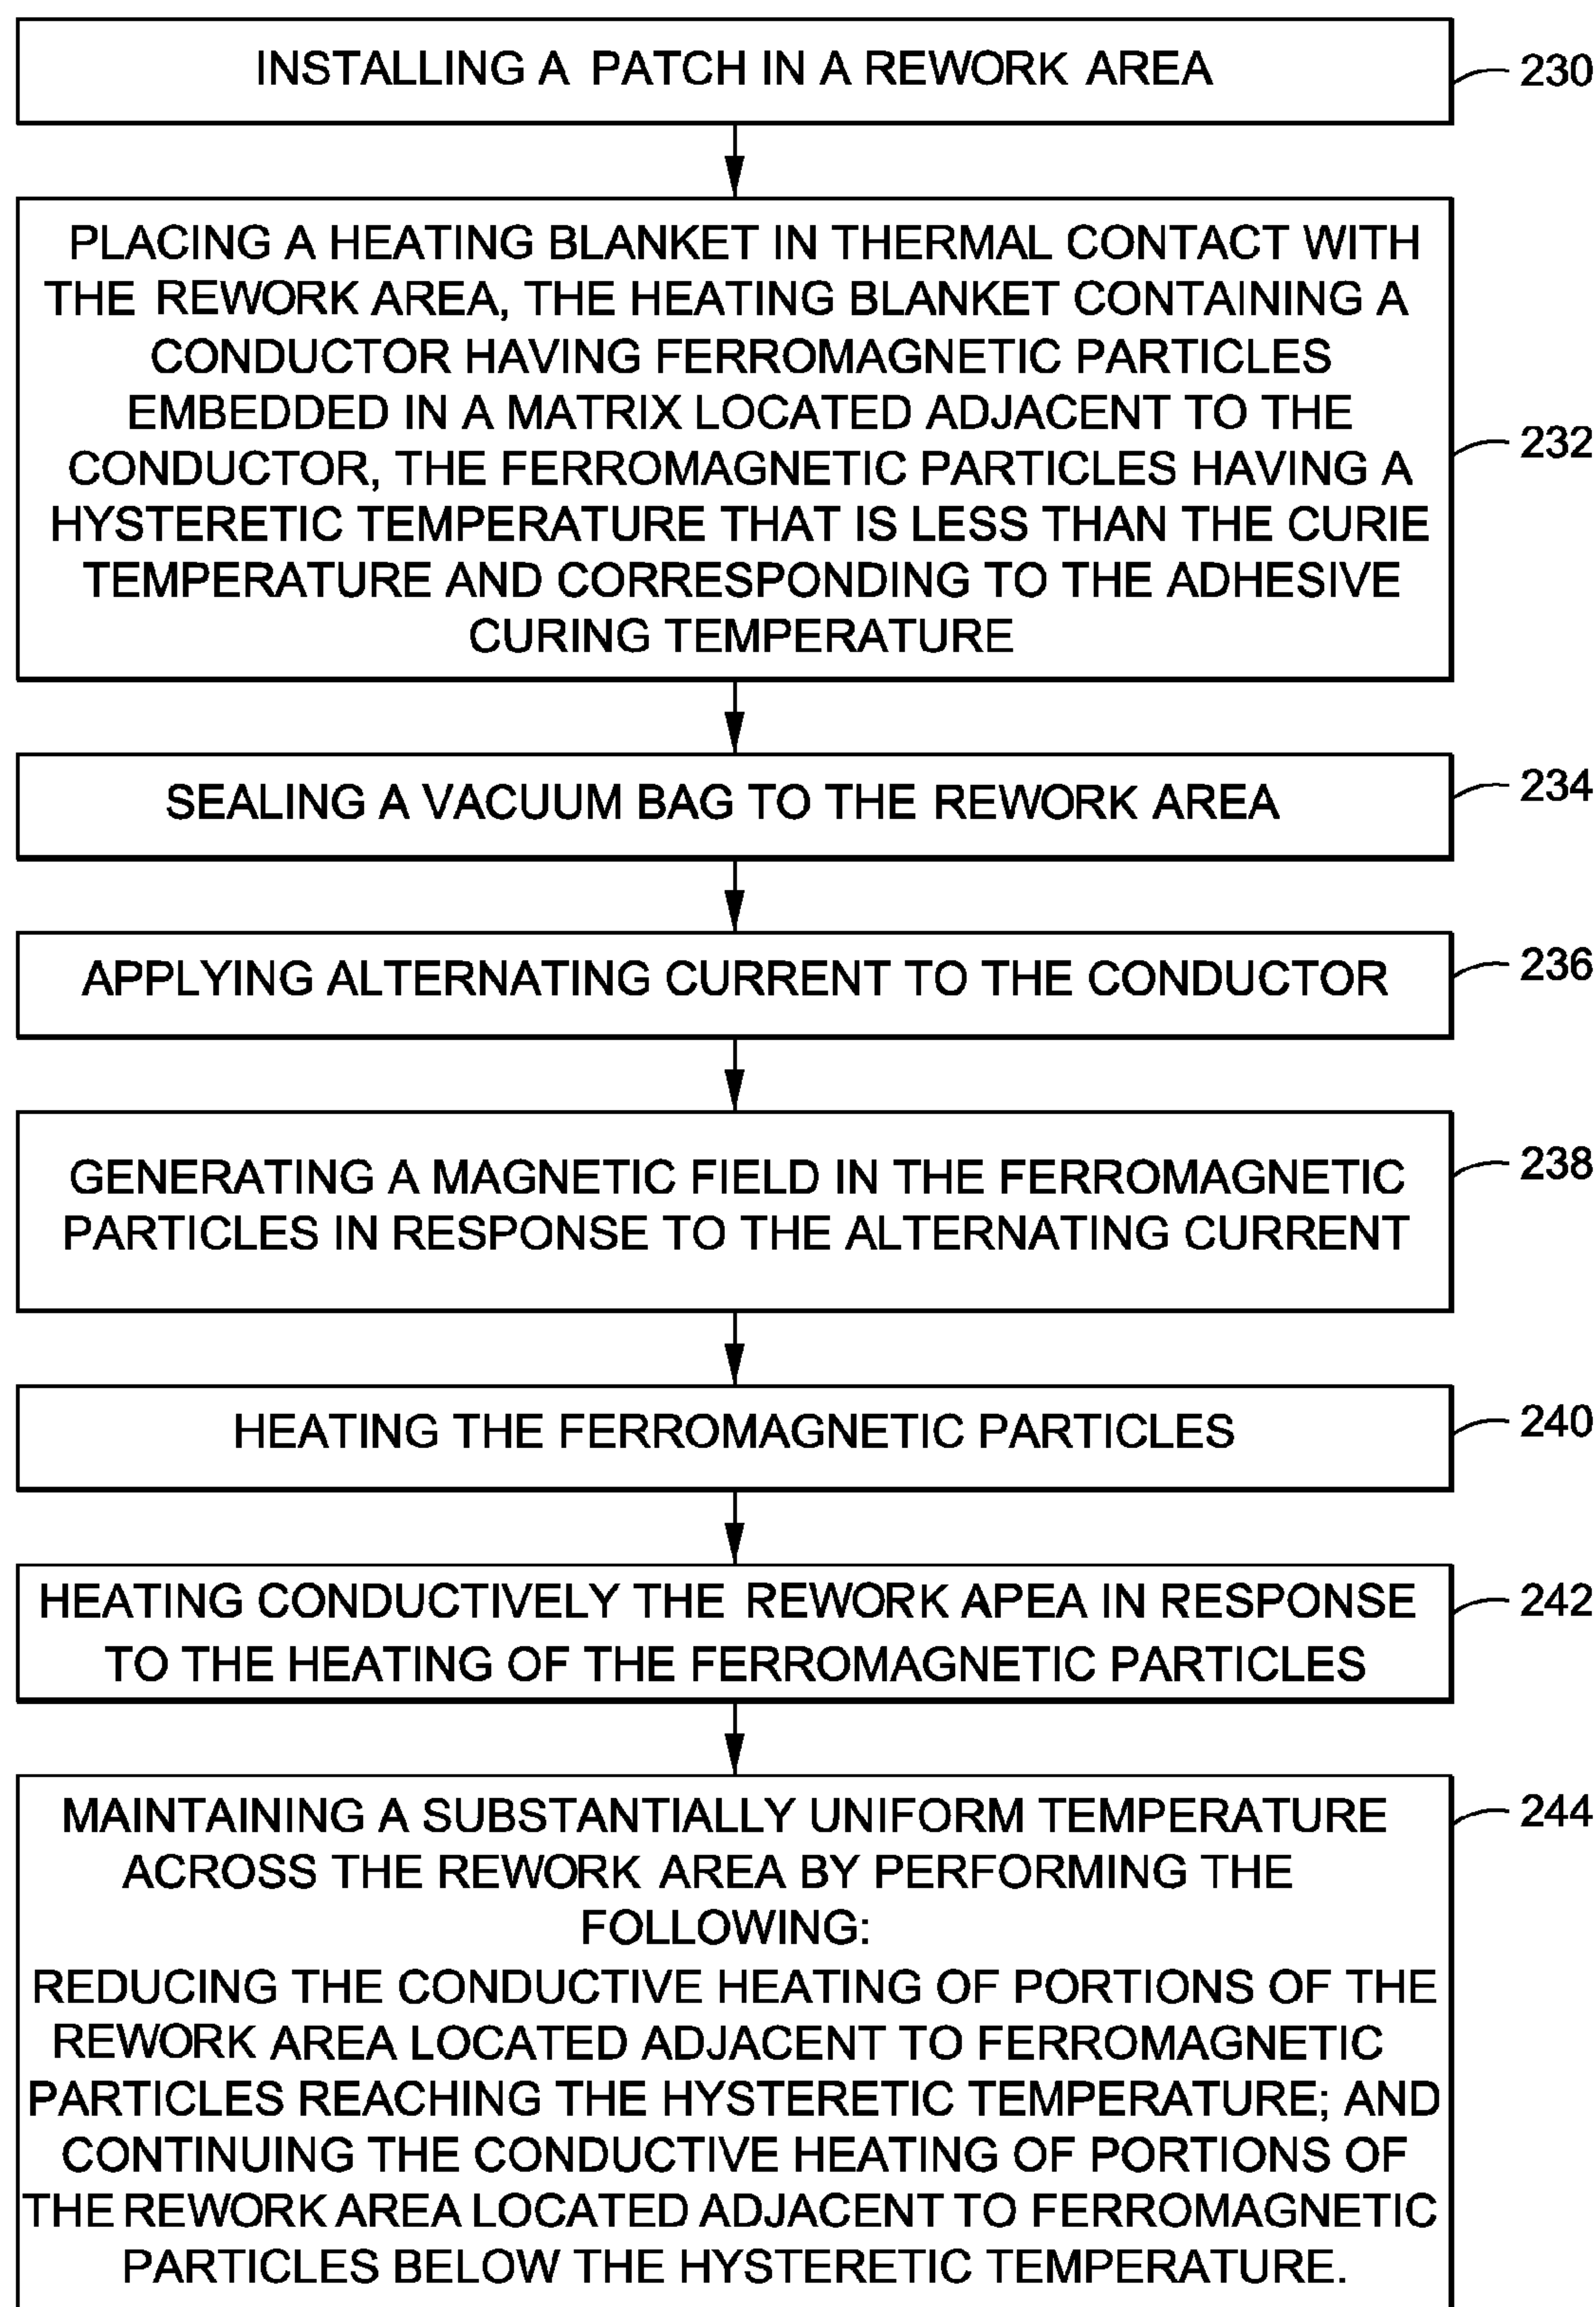 INSTALLING A PATCH IN A REWORK AREA
230
PLACING A HEATING BLANKET IN THERMAL CONTACT WITH
THE REWORK AREA, THE HEATING BLANKET CONTAINING A
CONDUCTOR HAVING FERROMAGNETIC PARTICLES
EMBEDDED IN A MATRIX LOCATED ADJACENT TO THE
CONDUCTOR, THE FERROMAGNETIC PARTICLES HAVING A
HYSTERETIC TEMPERATURE THAT IS LESS THAN THE CURIE
TEMPERATURE AND CORRESPONDING TO THE ADHESIVE
CURING TEMPERATURE
232
SEALING A VACUUM BAG TO THE REWORK AREA
234
APPLYING ALTERNATING CURRENT TO THE CONDUCTOR
236
GENERATING A MAGNETIC FIELD IN THE FERROMAGNETIC
PARTICLES IN RESPONSE TO THE ALTERNATING CURRENT
238
HEATING THE FERROMAGNETIC PARTICLES
240
HEATING CONDUCTIVELY THE REWORK APEA IN RESPONSE
TO THE HEATING OF THE FERROMAGNETIC PARTICLES
242
MAINTAINING A SUBSTANTIALLY UNIFORM TEMPERATURE
ACROSS THE REWORK AREA BY PERFORMING THE
FOLLOWING:
REDUCING THE CONDUCTIVE HEATING OF PORTIONS OF THE
REWORK AREA LOCATED ADJACENT TO FERROMAGNETIC
PARTICLES REACHING THE HYSTERETIC TEMPERATURE; AND
CONTINUING THE CONDUCTIVE HEATING OF PORTIONS OF
THE REWORK AREA LOCATED ADJACENT TO FERROMAGNETIC
PARTICLES BELOW THE HYSTERETIC TEMPERATURE.
244